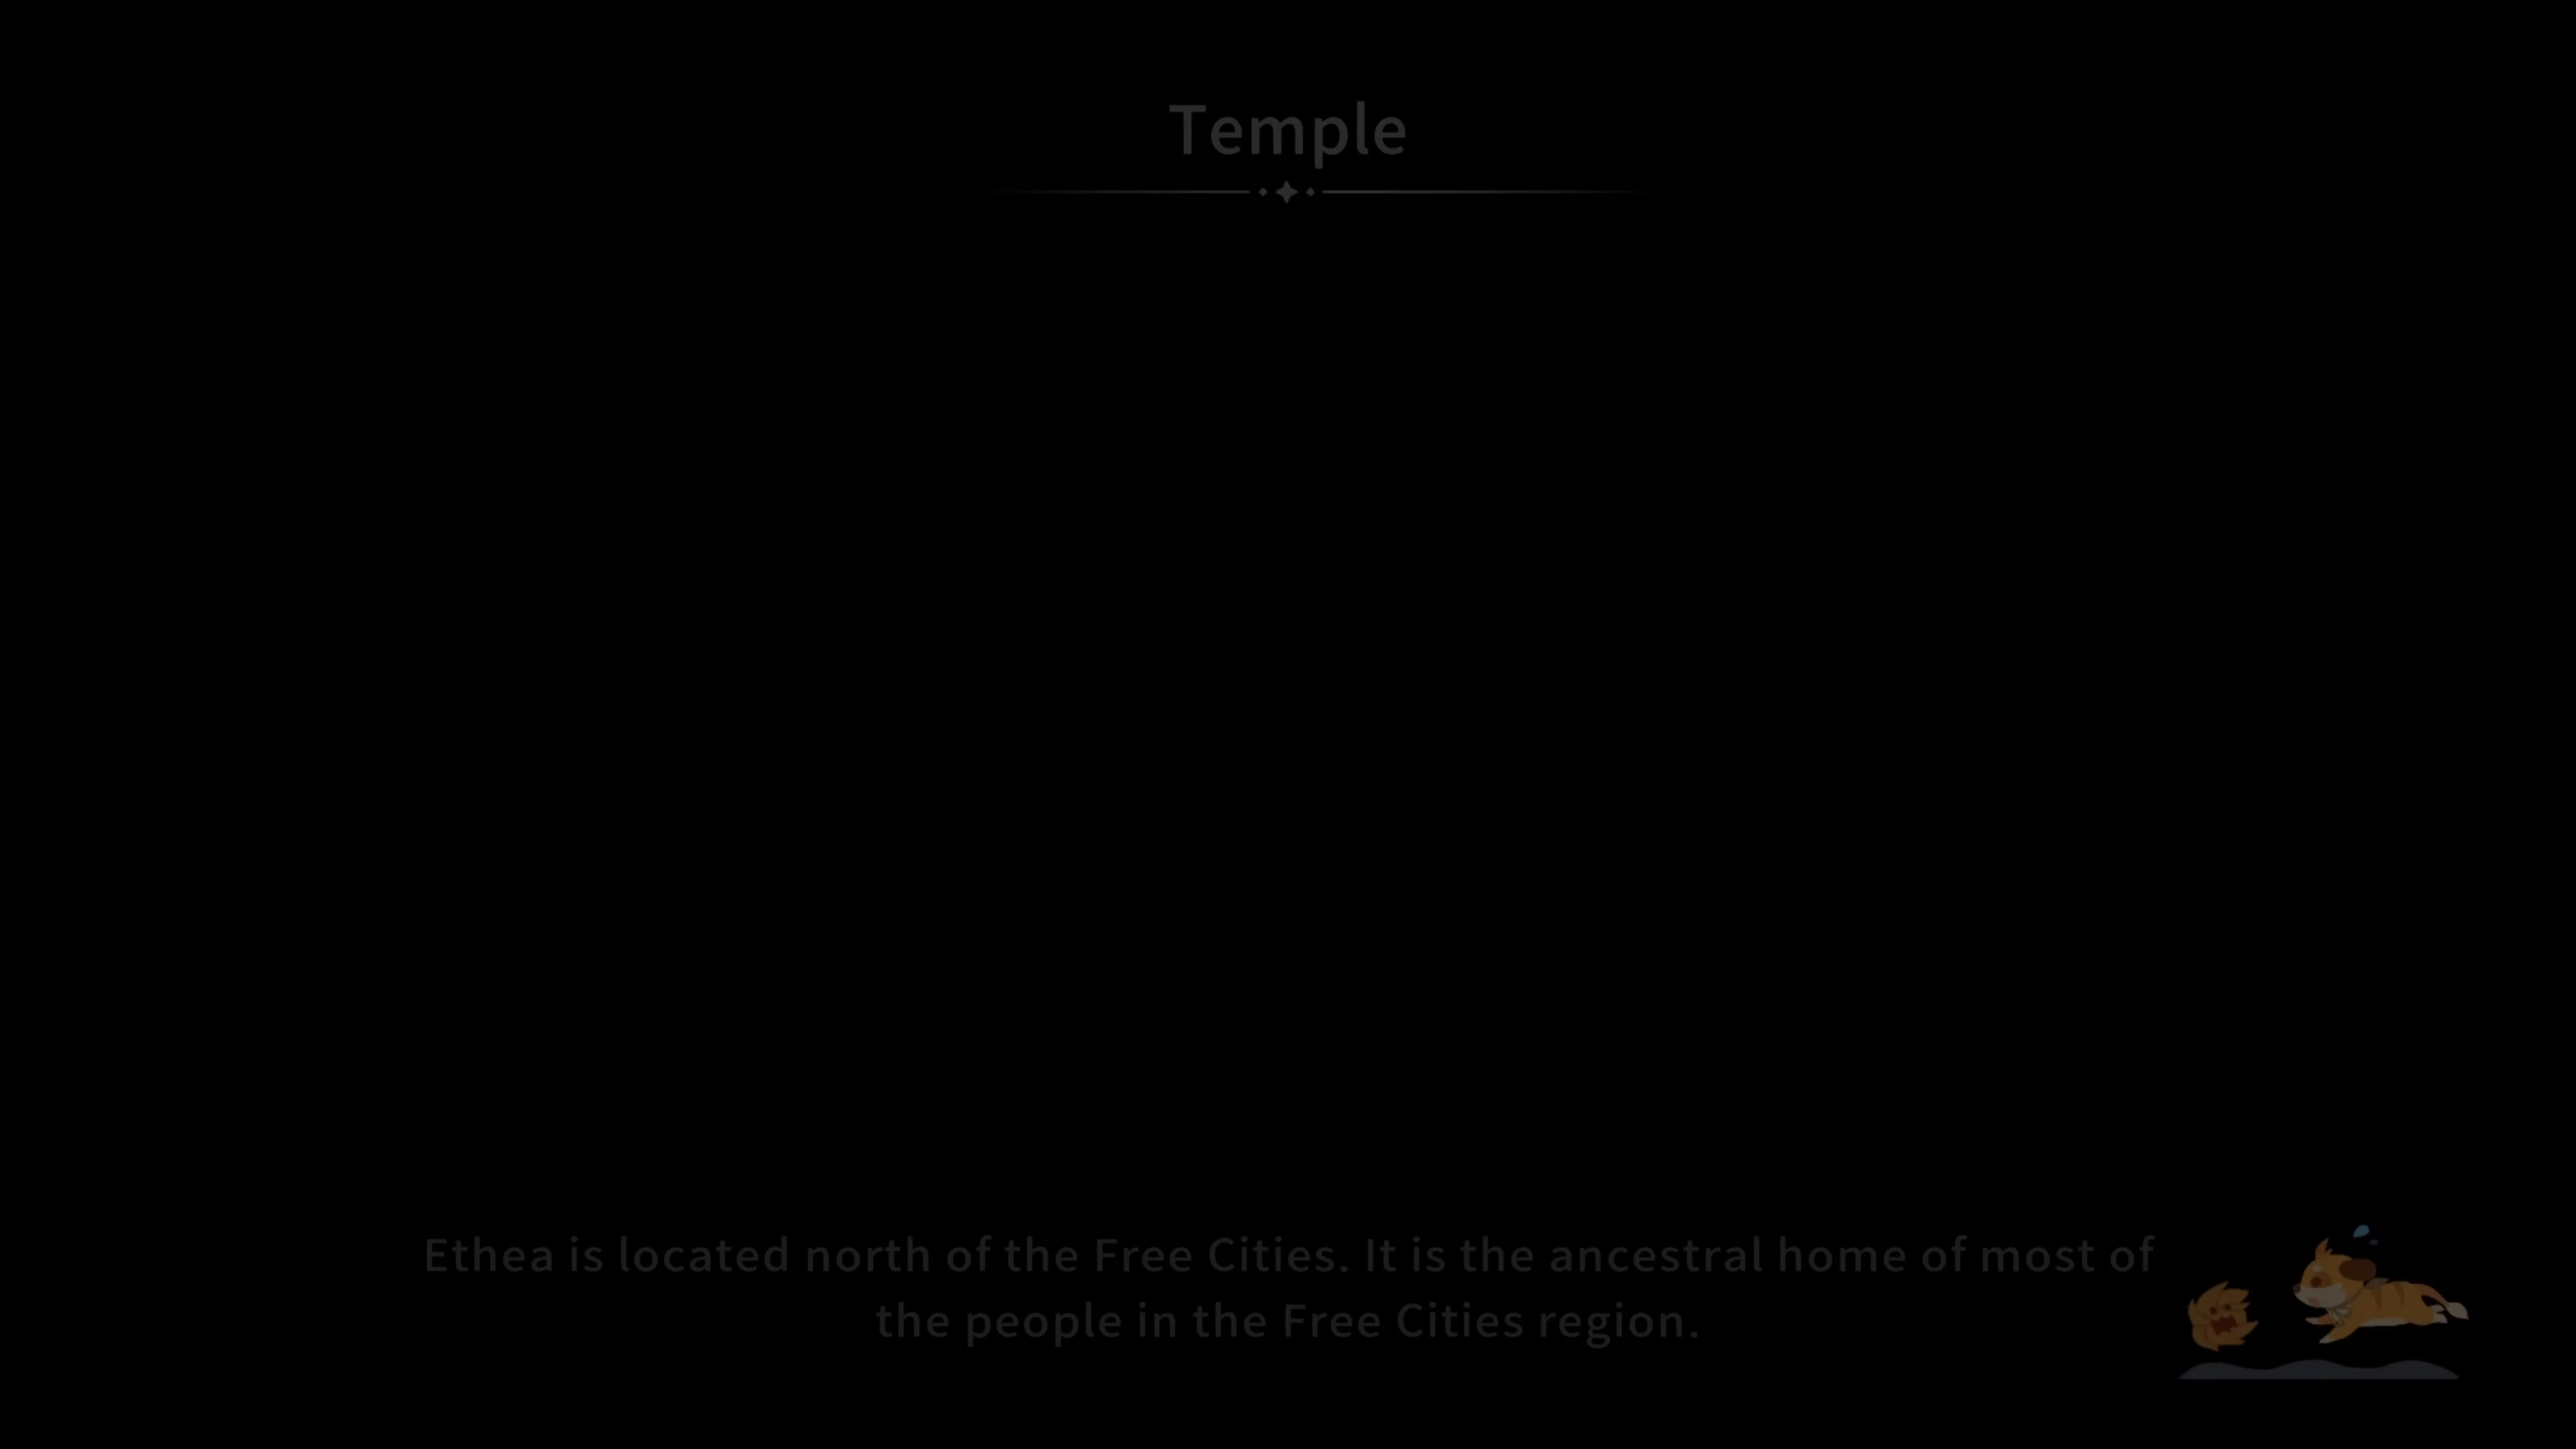 Temple
Ethea is located north of the Free Cities. It is the ancestral home of most of
the people in the Free Cities region.